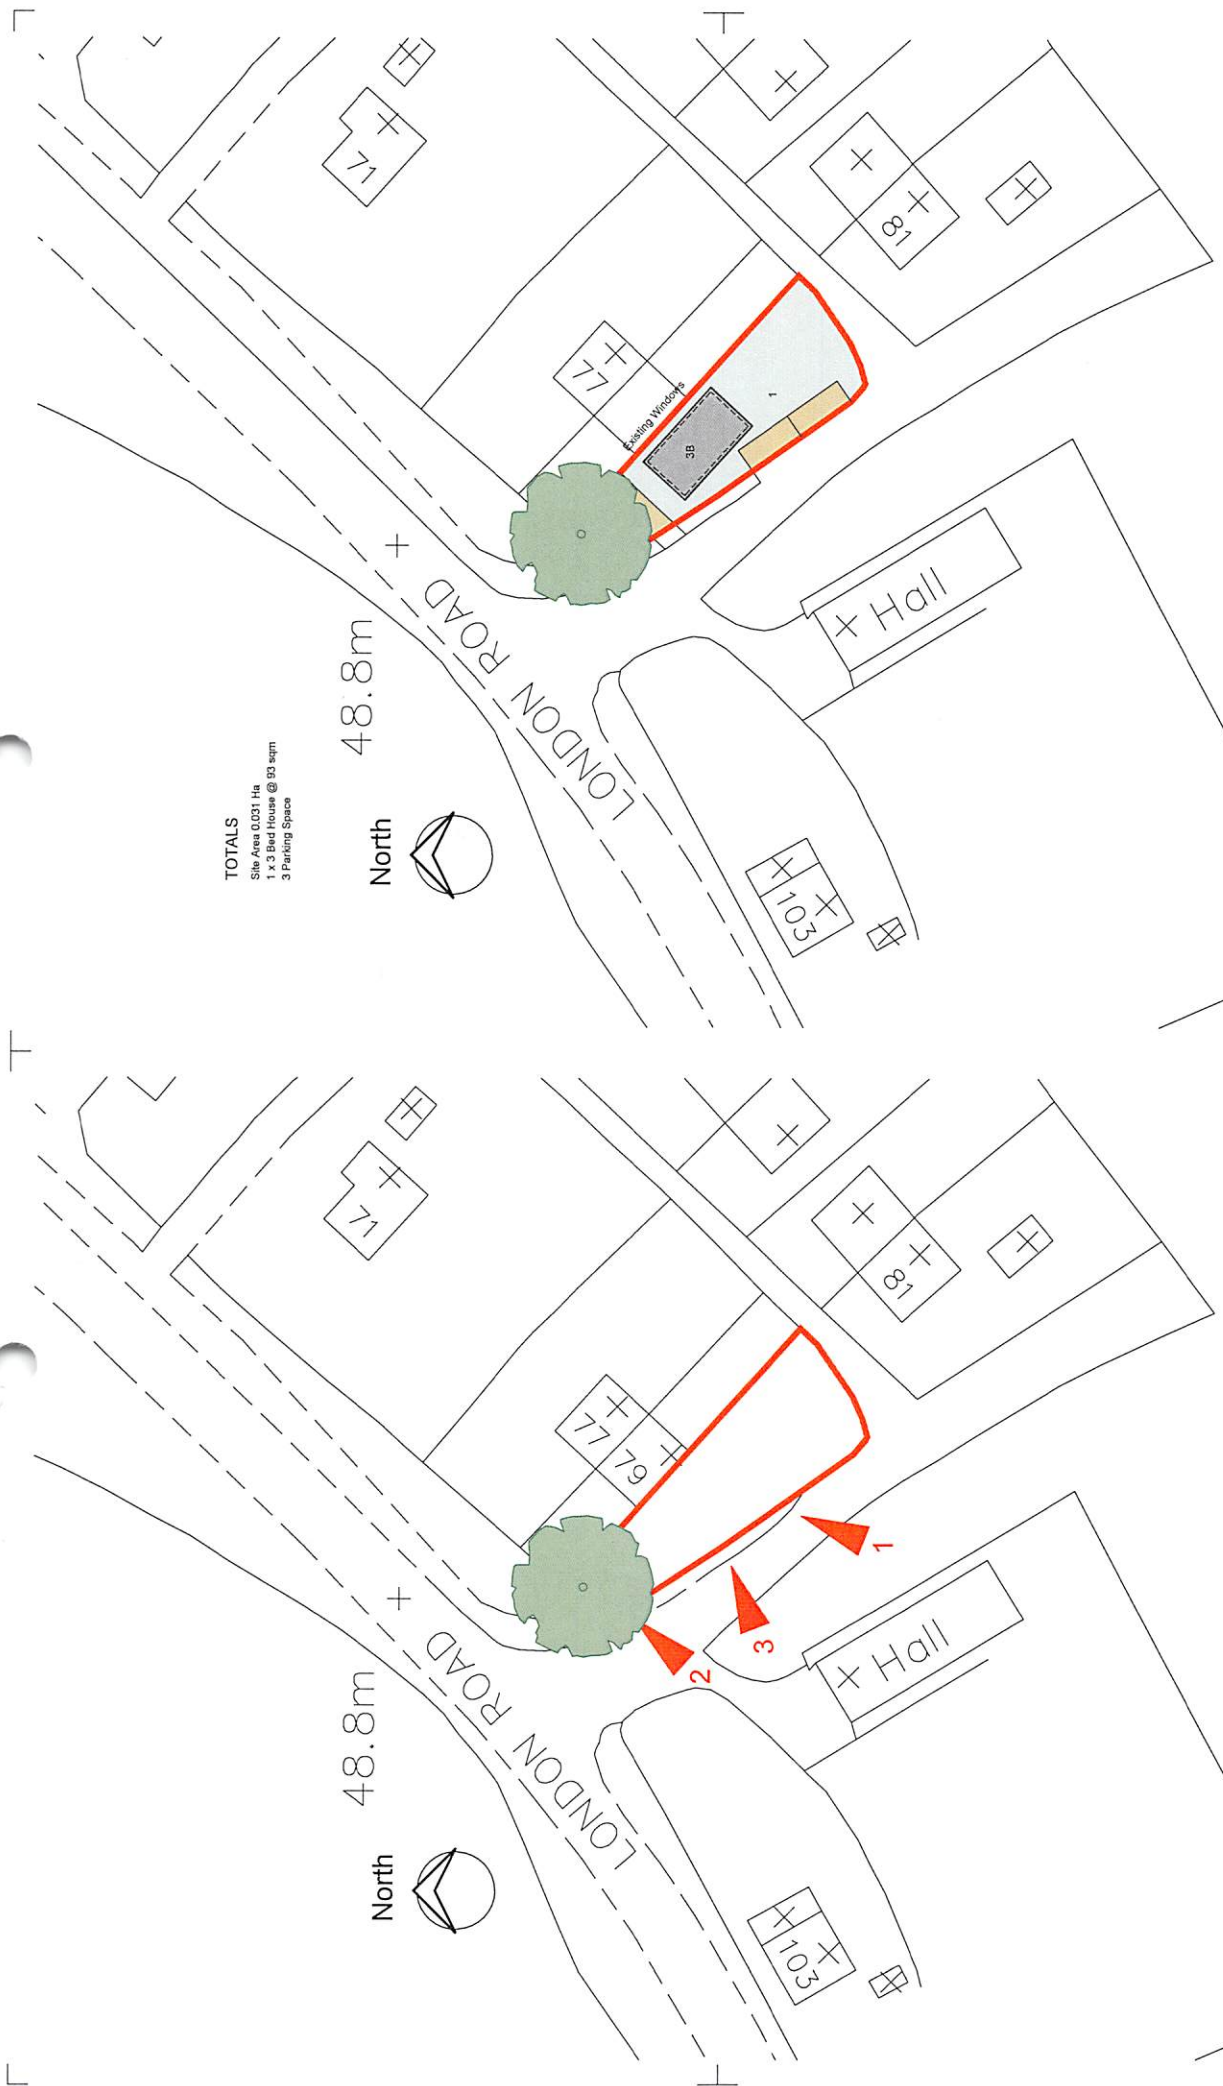 71
77
81
Existing Windows
3B
1
48.8m
LONDON ROAD
Hall
TOTALS
Site Area 0.031 Ha
1 x 3 Bed House @ 93 sqm
3 Parking Space
North
103
71
77
79
81
48.8m
LONDON ROAD
1
3
2
Hall
North
103